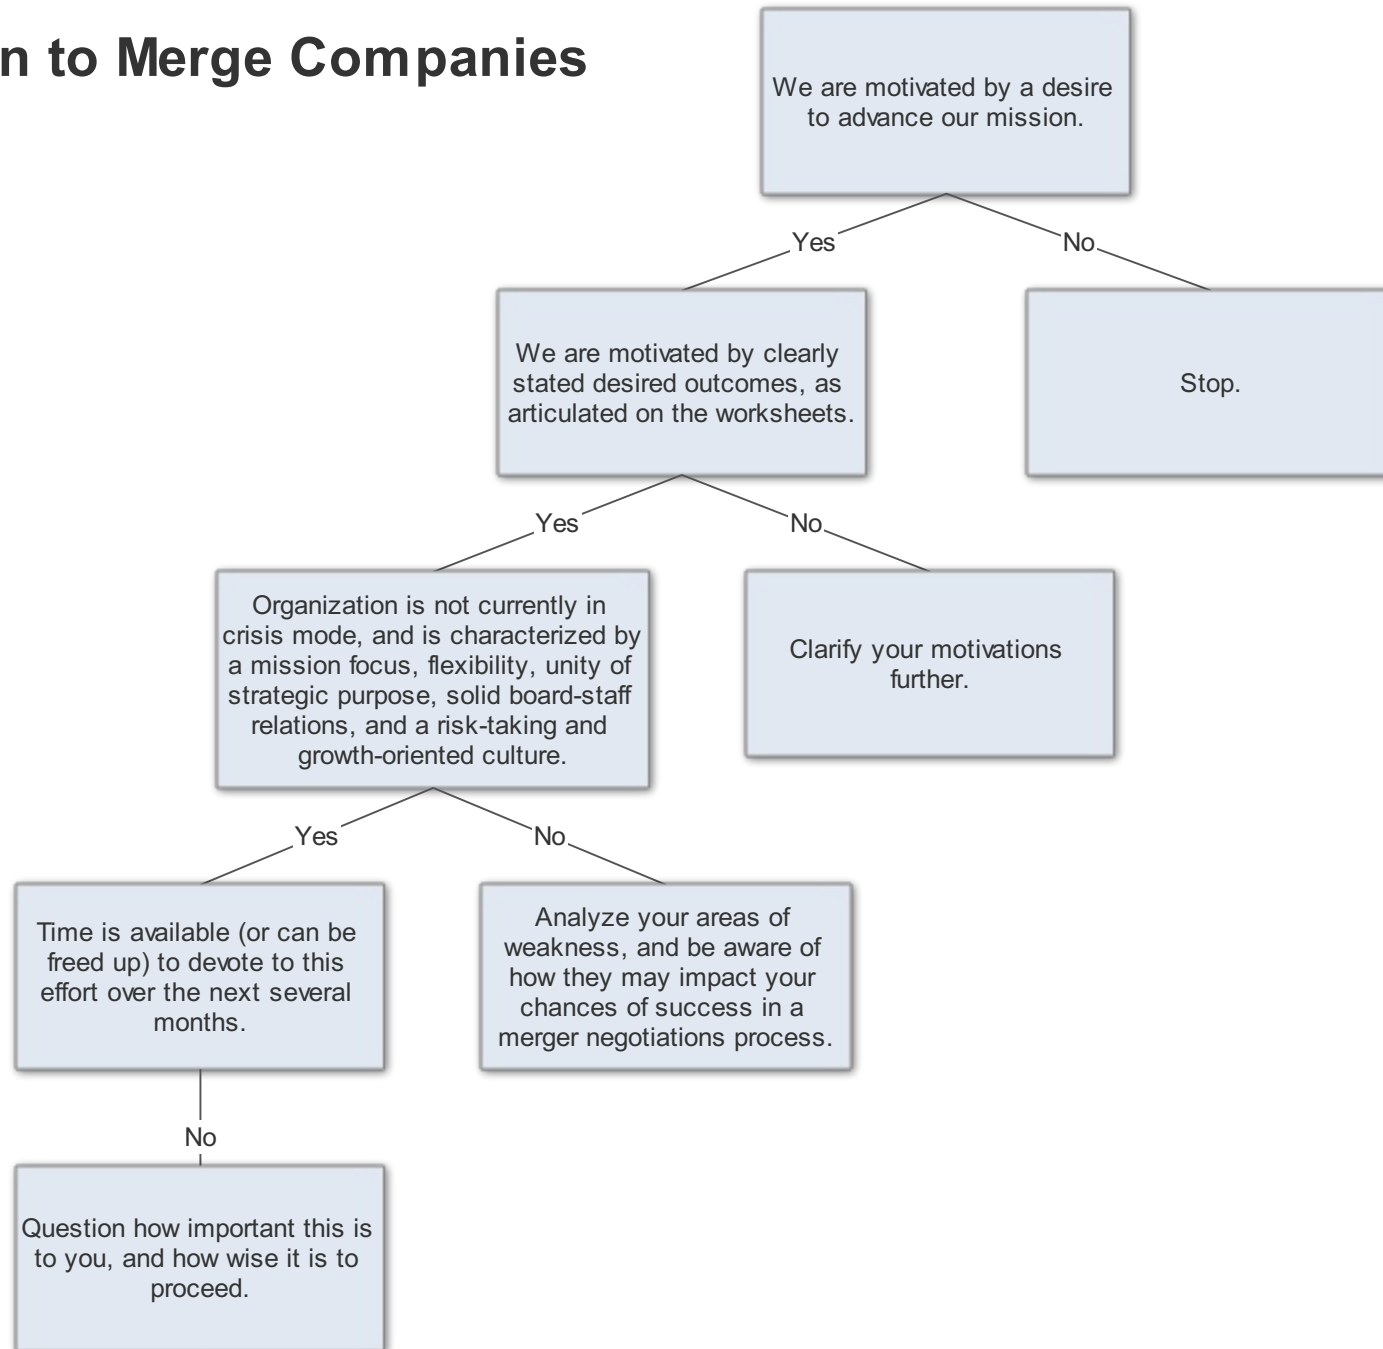 n to Merge Companies
We are motivated by a desire
to advance our mission.
Yes
No
We are motivated by clearly
stated desired outcomes, as
articulated on the worksheets.
Stop.
Yes
No
Organization is not currently in
crisis mode, and is characterized by
a mission focus, flexibility, unity of
strategic purpose, solid board-staff
relations, and a risk-taking and
growth-oriented culture.
Clarify your motivations
further.
Yes
No
Time is available (or can be
freed up) to devote to this
effort over the next several
months.
Analyze your areas of
weakness, and be aware of
how they may impact your
chances of success in a
merger negotiations process.
No
Question how important this is
to you, and how wise it is to
proceed.